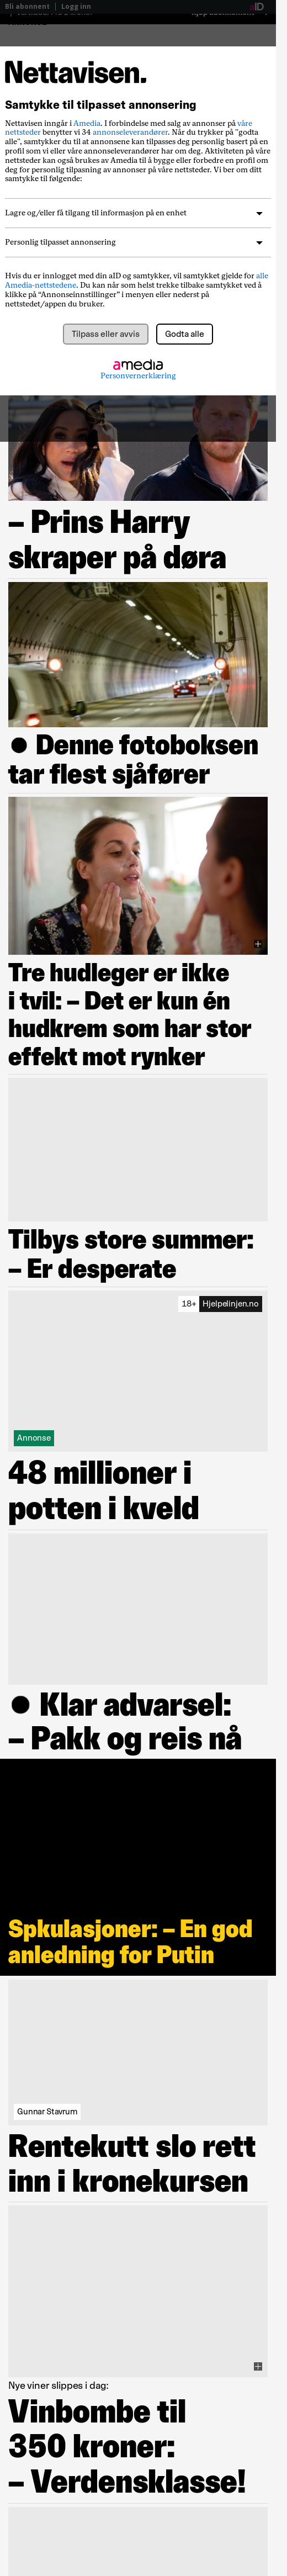 Bli abonnent | Logg inn
aID
Nettavisen.
Samtykke til tilpasset annonsering
Nettavisen inngår i Amedia. I forbindelse med salg av annonser på våre
nettsteder benytter vi 34 annonseleverandører. Når du trykker på "godta
alle", samtykker du til at annonsene kan tilpasses deg personlig basert på en
profil som vi eller våre annonseleverandører har om deg. Aktiviteten på våre
nettsteder kan også brukes av Amedia til å bygge eller forbedre en profil om
deg for personlig tilpasning av annonser på våre nettsteder. Vi ber om ditt
samtykke til følgende:
Lagre og/eller få tilgang til informasjon på en enhet
Personlig tilpasset annonsering
Hvis du er innlogget med din aID og samtykker, vil samtykket gjelde for alle
Amedia-nettstedene. Du kan når som helst trekke tilbake samtykket ved å
klikke på “Annonseinnstillinger” i menyen eller nederst på
nettstedet/appen du bruker.
Tilpass eller avvis
Godta alle
amedia
Personvernerklæring
– Prins Harry
skraper på døra
● Denne fotoboksen
tar flest sjåfører
Tre hudleger er ikke
i tvil: – Det er kun én
hudkrem som har stor
effekt mot rynker
Tilbys store summer:
– Er desperate
18+ Hjelpelinjen.no
Annonse
48 millioner i
potten i kveld
● Klar advarsel:
– Pakk og reis nå
Spkulasjoner: – En god
anledning for Putin
Gunnar Stavrum
Rentekutt slo rett
inn i kronekursen
Nye viner slippes i dag:
Vinbombe til
350 kroner:
– Verdensklasse!